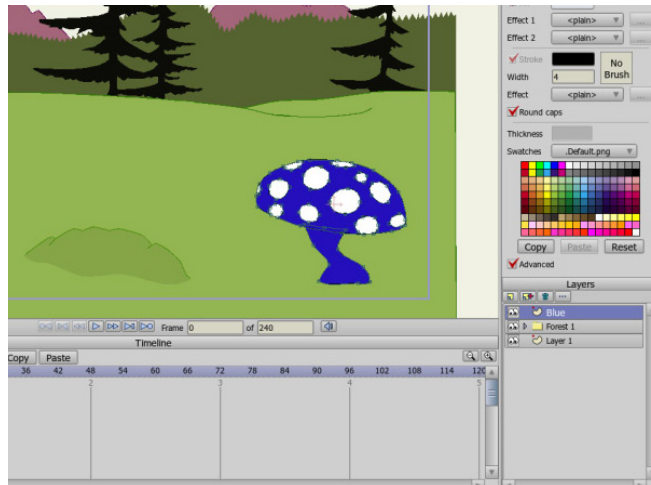 Effect 1 <plain> ...
Effect 2 <plain> ...
Stroke
No
Brush
Width 4
Effect <plain> ...
Round caps
Thickness
Swatches .Default.png
Copy Paste Reset
Advanced
Layers
...
Blue
Forest 1
Layer 1
Frame 0 of 240
Timeline
Copy Paste
36 42 48 54 60 66 72 78 84 90 96 102 108 114 120
2 3 4 5